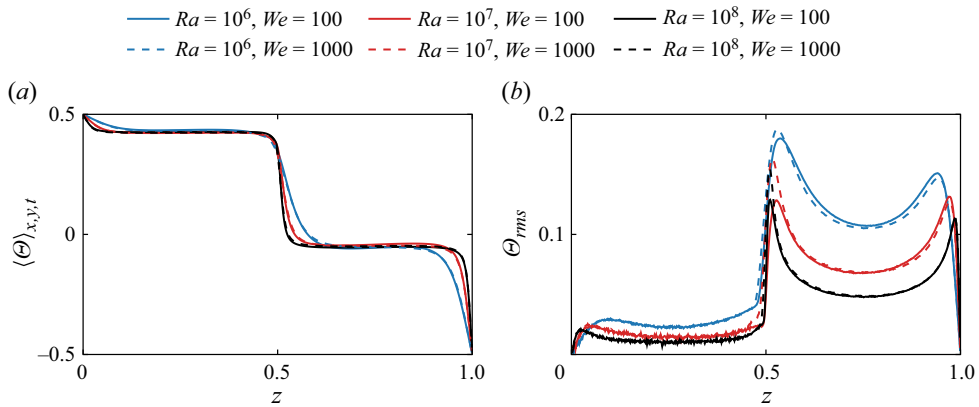 Ra = 10⁶, We = 100 Ra = 10⁷, We = 100 Ra = 10⁸, We = 100
Ra = 10⁶, We = 1000 Ra = 10⁷, We = 1000 Ra = 10⁸, We = 1000
(a) (b)
0.5 0.2
⟨Θ⟩x,y,t 0 Θrms 0.1
−0.5
0 0.5 1.0 0 0.5 1.0
z z